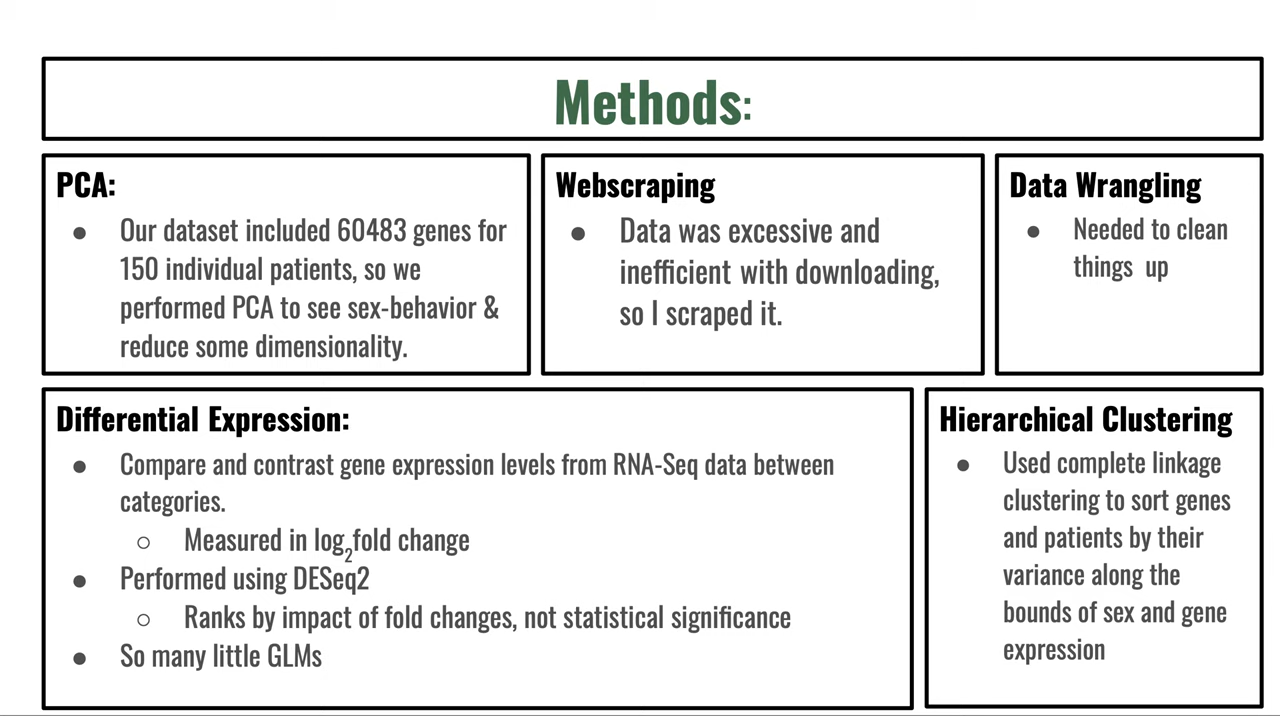 Methods:
PCA:
● Our dataset included 60483 genes for
150 individual patients, so we
performed PCA to see sex-behavior &
reduce some dimensionality.
Webscraping
● Data was excessive and
inefficient with downloading,
so I scraped it.
Data Wrangling
● Needed to clean
things up
Differential Expression:
● Compare and contrast gene expression levels from RNA-Seq data between
categories.
○ Measured in log2fold change
● Performed using DESeq2
○ Ranks by impact of fold changes, not statistical significance
● So many little GLMs
Hierarchical Clustering
● Used complete linkage
clustering to sort genes
and patients by their
variance along the
bounds of sex and gene
expression